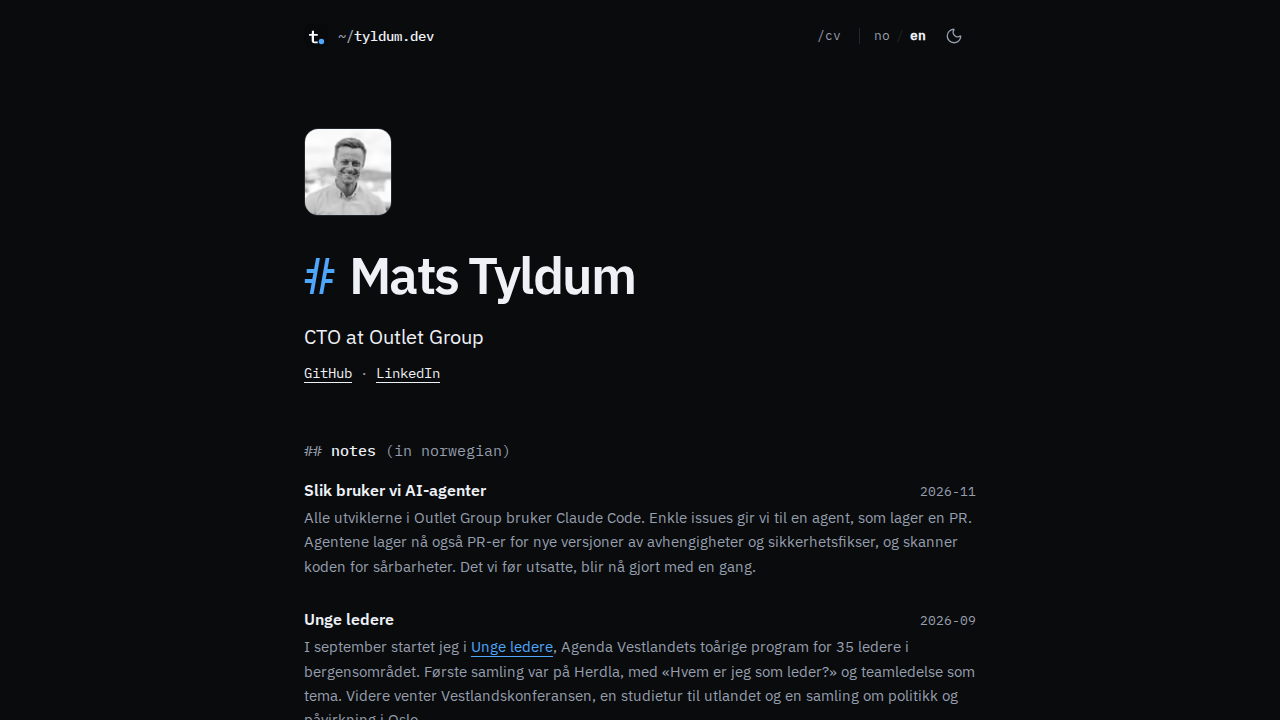 t. ~/tyldum.dev /cv no / en
# Mats Tyldum
CTO at Outlet Group
GitHub · LinkedIn
## notes (in norwegian)
Slik bruker vi AI-agenter 2026-11
Alle utviklerne i Outlet Group bruker Claude Code. Enkle issues gir vi til en agent, som lager en PR.
Agentene lager nå også PR-er for nye versjoner av avhengigheter og sikkerhetsfikser, og skanner
koden for sårbarheter. Det vi før utsatte, blir nå gjort med en gang.
Unge ledere 2026-09
I september startet jeg i Unge ledere, Agenda Vestlandets toårige program for 35 ledere i
bergensområdet. Første samling var på Herdla, med «Hvem er jeg som leder?» og teamledelse som
tema. Videre venter Vestlandskonferansen, en studietur til utlandet og en samling om politikk og
påvirkning i Oslo.